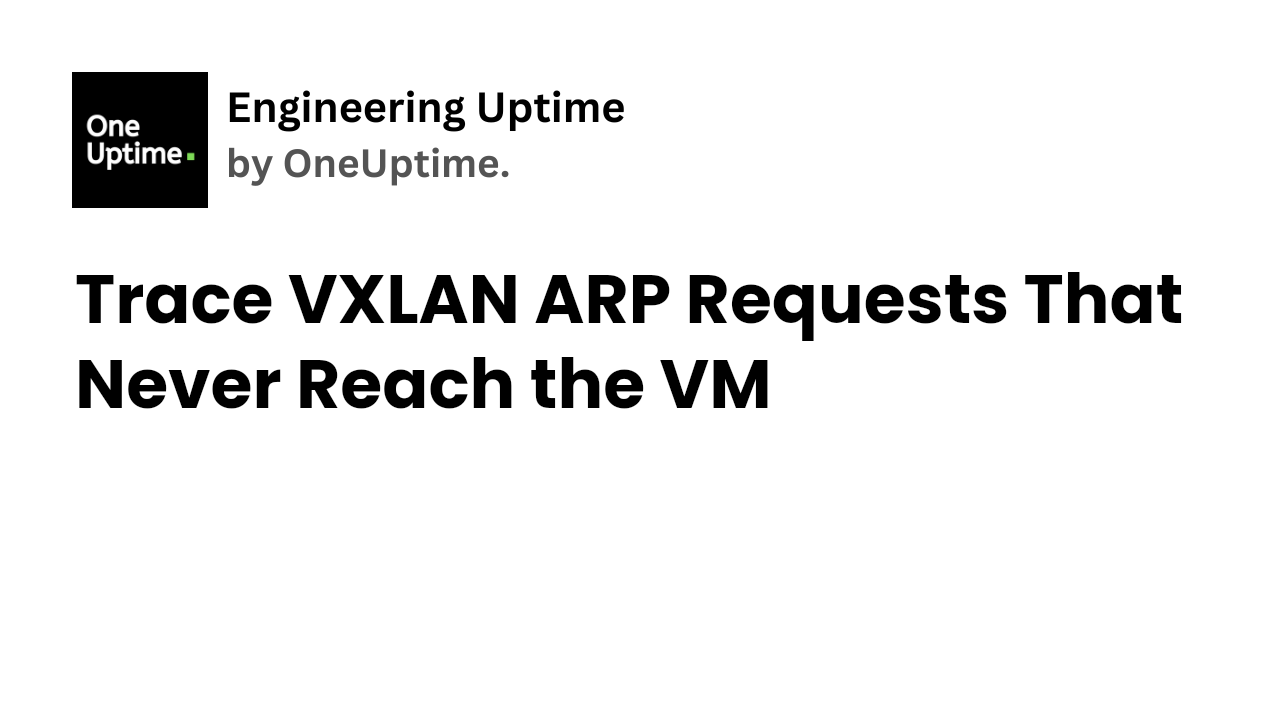 One
Uptime.
Engineering Uptime
by OneUptime.
Trace VXLAN ARP Requests That
Never Reach the VM